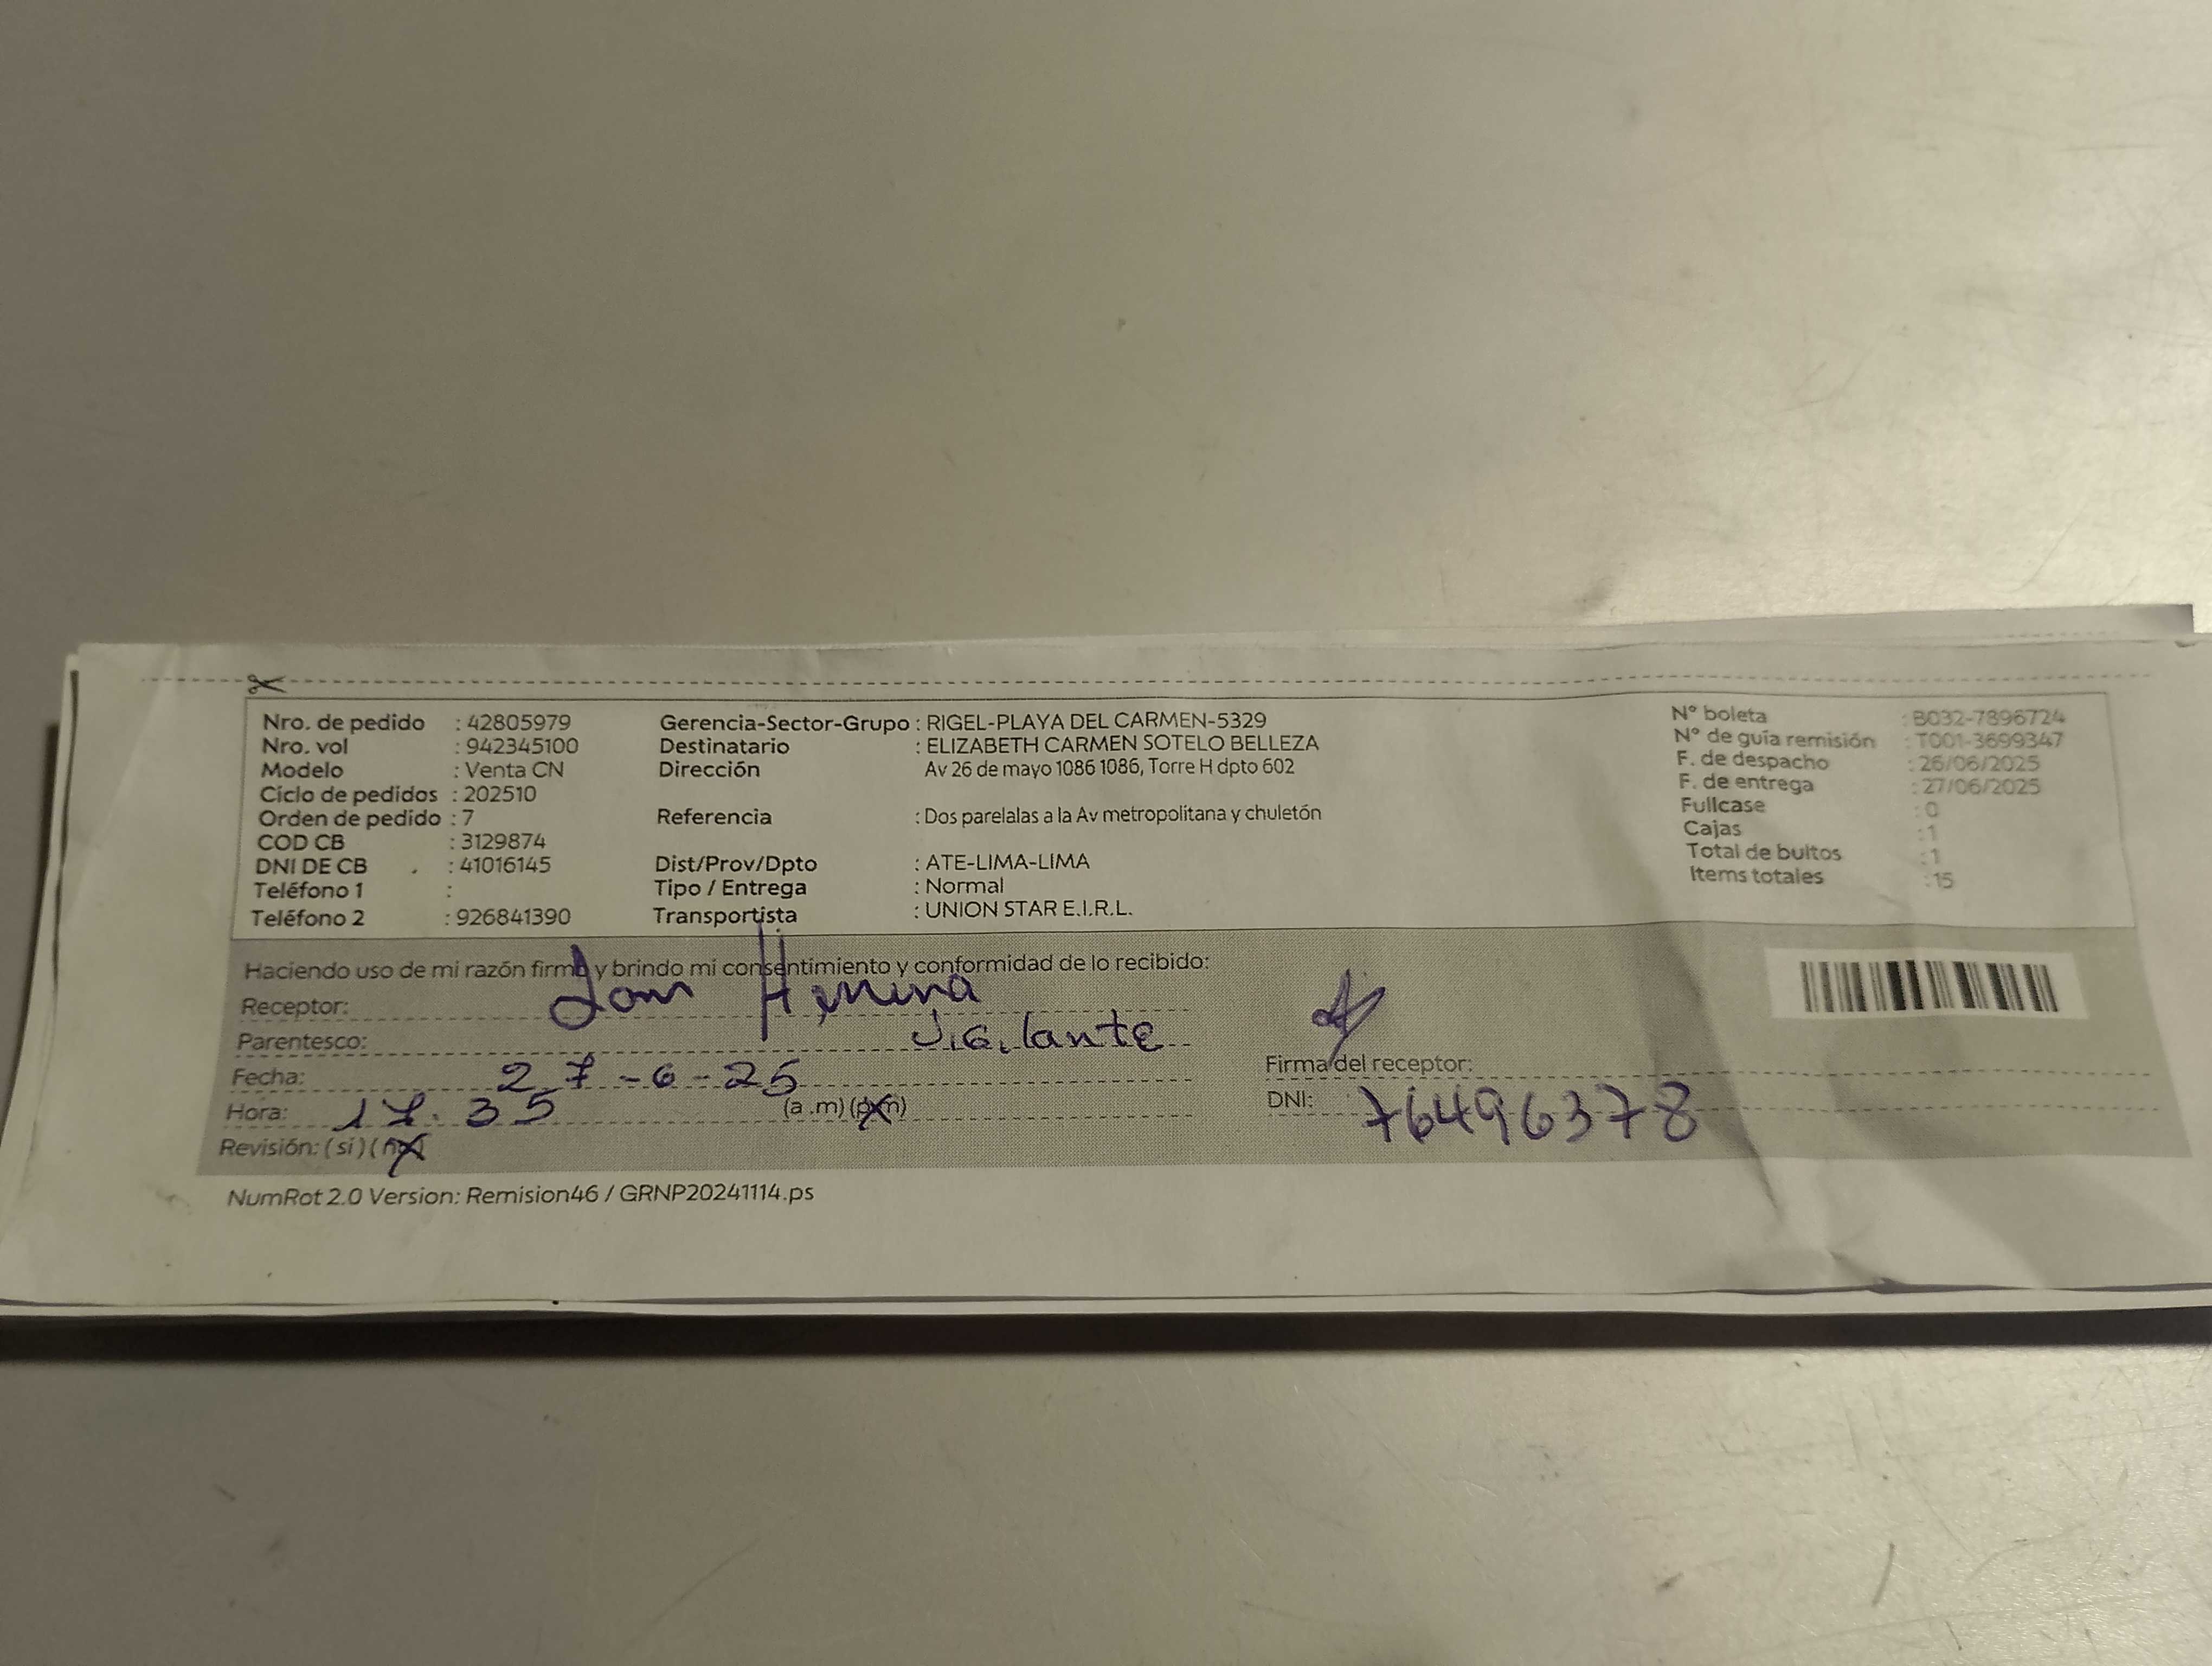 Nro. de pedido : 42805979 Gerencia-Sector-Grupo : RIGEL-PLAYA DEL CARMEN-5329 N° boleta : B032-7896724
Nro. vol : 942345100 Destinatario : ELIZABETH CARMEN SOTELO BELLEZA N° de guía remisión : T001-3699347
Modelo : Venta CN Dirección Av 26 de mayo 1086 1086, Torre H dpto 602 F. de despacho : 26/06/2025
Ciclo de pedidos : 202510 F. de entrega : 27/06/2025
Orden de pedido : 7 Referencia : Dos parelalas a la Av metropolitana y chuletón Fullcase : 0
COD CB : 3129874 Cajas : 1
DNI DE CB : 41016145 Dist/Prov/Dpto : ATE-LIMA-LIMA Total de bultos : 1
Teléfono 1 : Tipo / Entrega : Normal Items totales : 15
Teléfono 2 : 926841390 Transportista : UNION STAR E.I.R.L.
Haciendo uso de mi razón firmo y brindo mi consentimiento y conformidad de lo recibido:
Receptor:
Parentesco: Vigilante
Fecha: 27-6-25 Firma del receptor:
Hora: 17:35 (a .m) (p.m) DNI: 76496378
Revisión: (si) (no)
NumRot 2.0 Version: Remision46 / GRNP20241114.ps